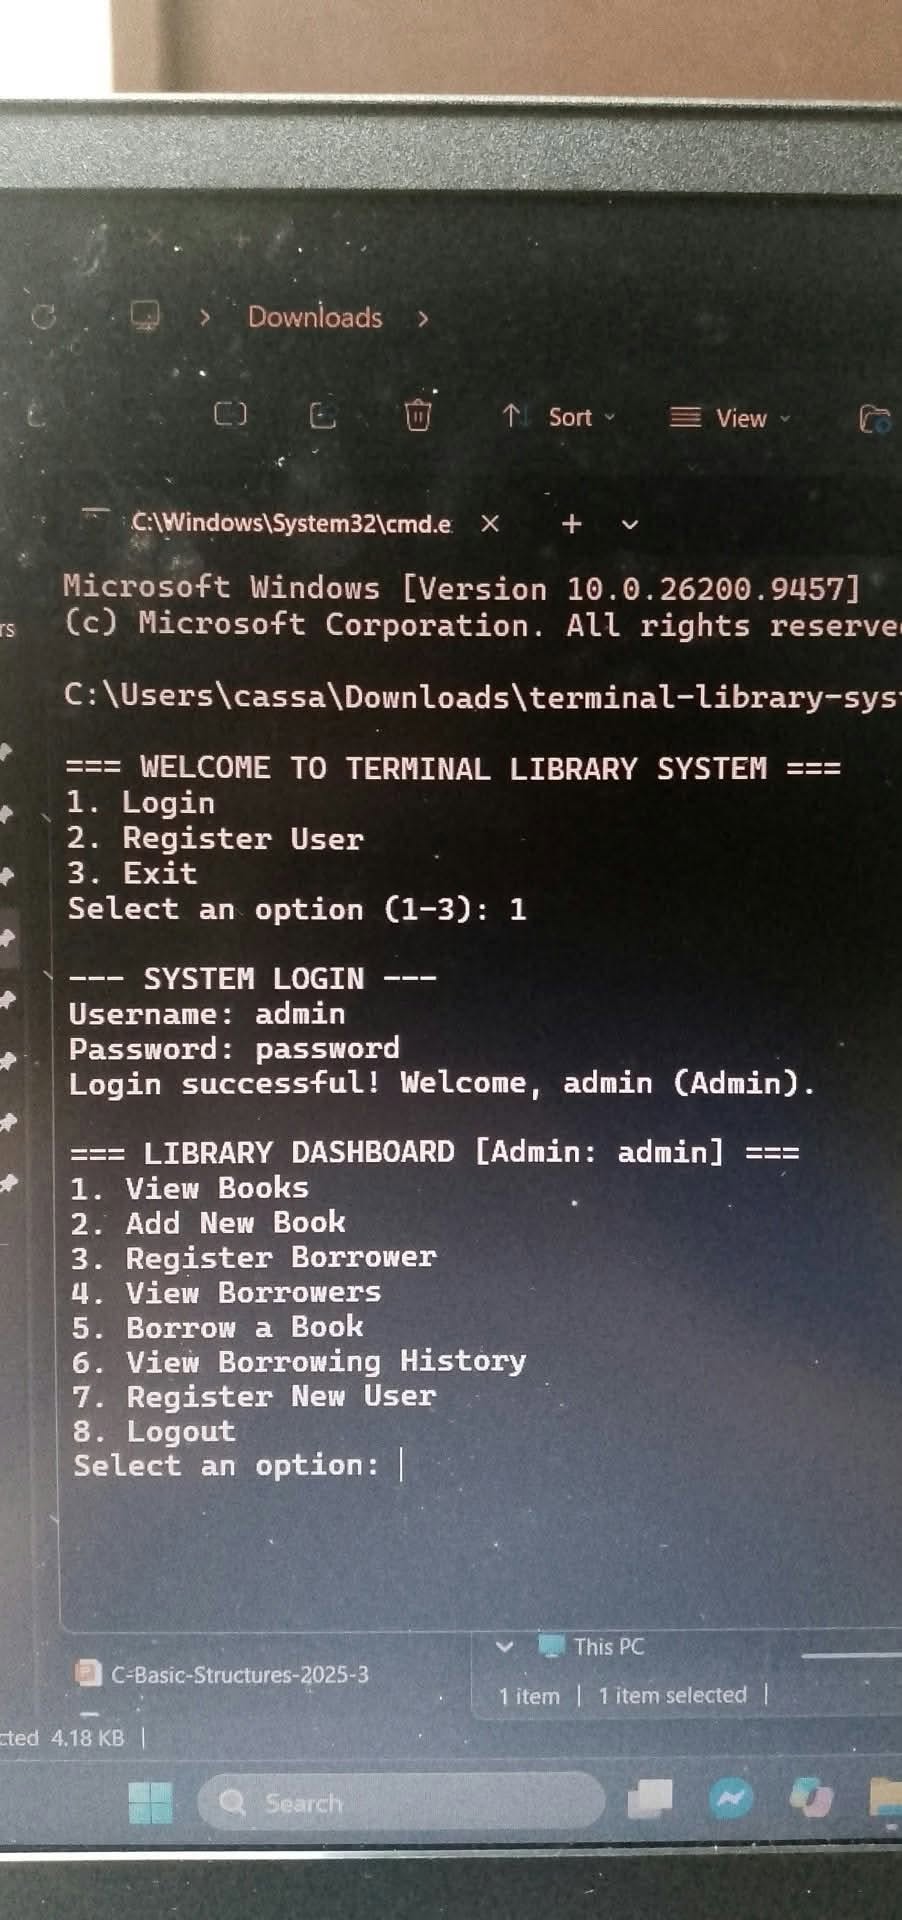 Downloads
Sort
View
C:\Windows\System32\cmd.e
Microsoft Windows [Version 10.0.26200.9457]
rs
(c) Microsoft Corporation. All rights reserve
C:\Users\cassa\Downloads\terminal-library-sys
=== WELCOME TO TERMINAL LIBRARY SYSTEM ===
1. Login
2. Register User
3. Exit
Select an option (1-3): 1
--- SYSTEM LOGIN ---
Username: admin
Password: password
Login successful! Welcome, admin (Admin).
=== LIBRARY DASHBOARD [Admin: admin] ===
1. View Books
2. Add New Book
3. Register Borrower
4. View Borrowers
5. Borrow a Book
6. View Borrowing History
7. Register New User
8. Logout
Select an option:
This PC
C-Basic-Structures-2025-3
1 item | 1 item selected |
cted 4.18 KB |
Search